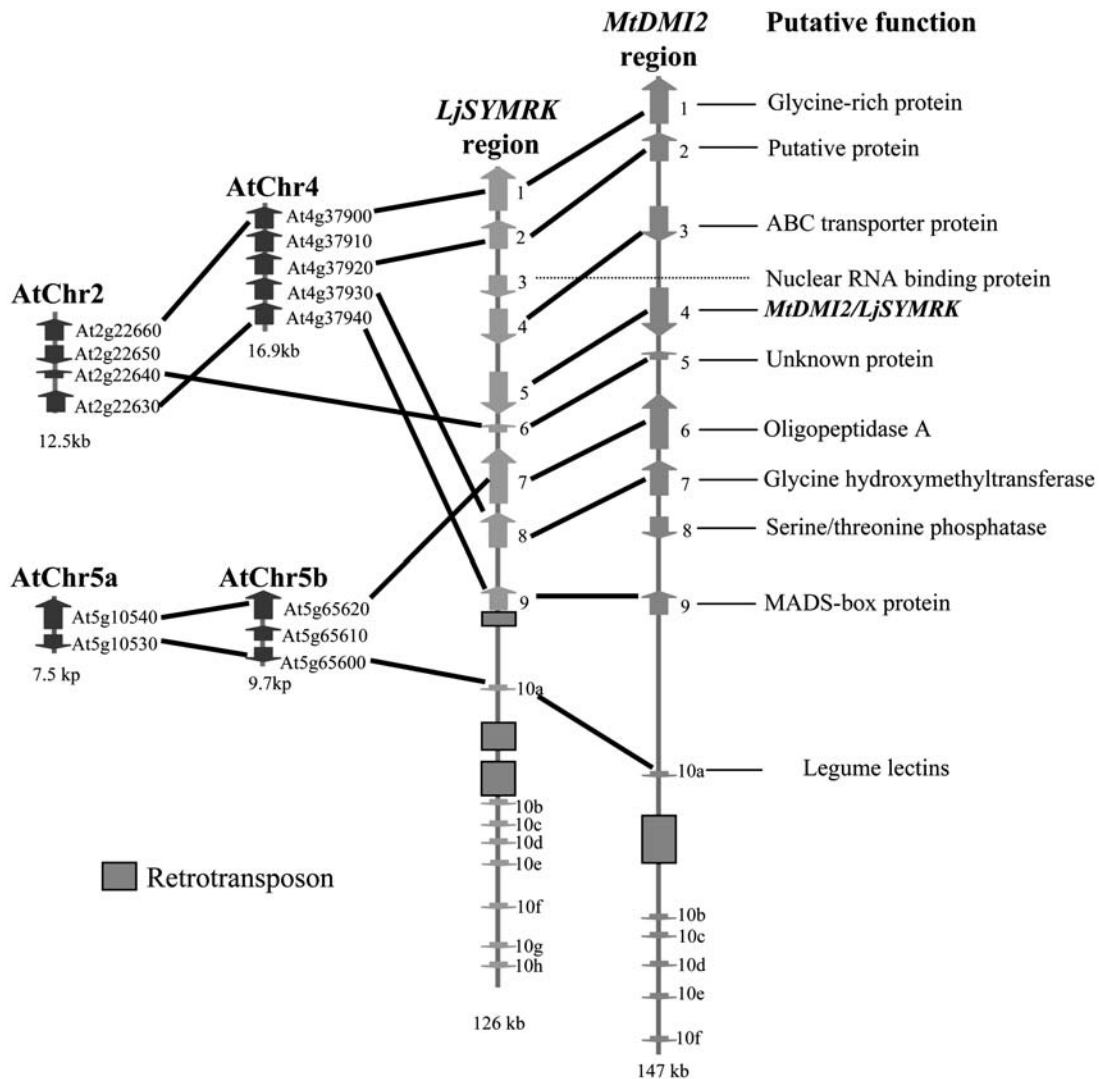 MtDMI2
region
Putative function
LjSYMRK
region
1
Glycine-rich protein
2
Putative protein
3
ABC transporter protein
Nuclear RNA binding protein
4
MtDMI2/LjSYMRK
5
Unknown protein
6
Oligopeptidase A
7
Glycine hydroxymethyltransferase
8
Serine/threonine phosphatase
9
MADS-box protein
10a
Legume lectins
10b
10c
10d
10e
10f
147 kb
1
2
3
4
5
6
7
8
9
10a
10b
10c
10d
10e
10f
10g
10h
126 kb
AtChr4
At4g37900
At4g37910
At4g37920
At4g37930
At4g37940
16.9kb
AtChr2
At2g22660
At2g22650
At2g22640
At2g22630
12.5kb
AtChr5a
At5g10540
At5g10530
7.5 kp
AtChr5b
At5g65620
At5g65610
At5g65600
9.7kp
Retrotransposon